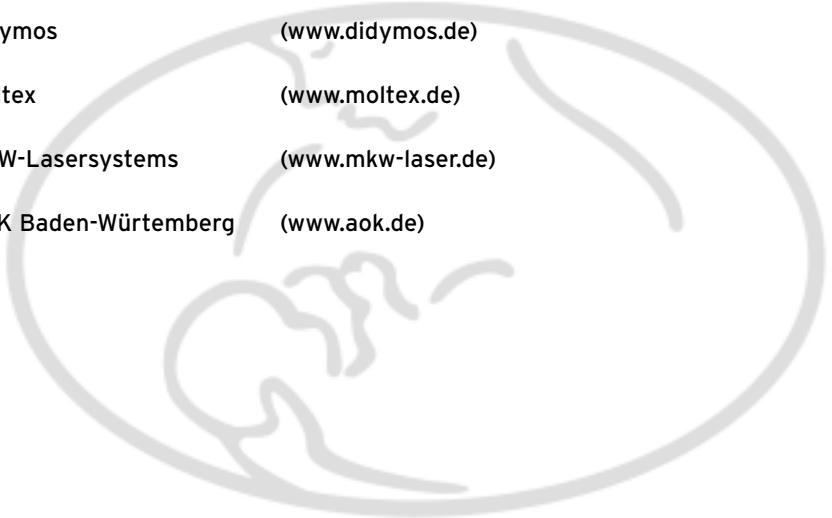 ymos (www.didymos.de)
tex (www.moltex.de)
W-Lasersystems (www.mkw-laser.de)
K Baden-Würtemberg (www.aok.de)